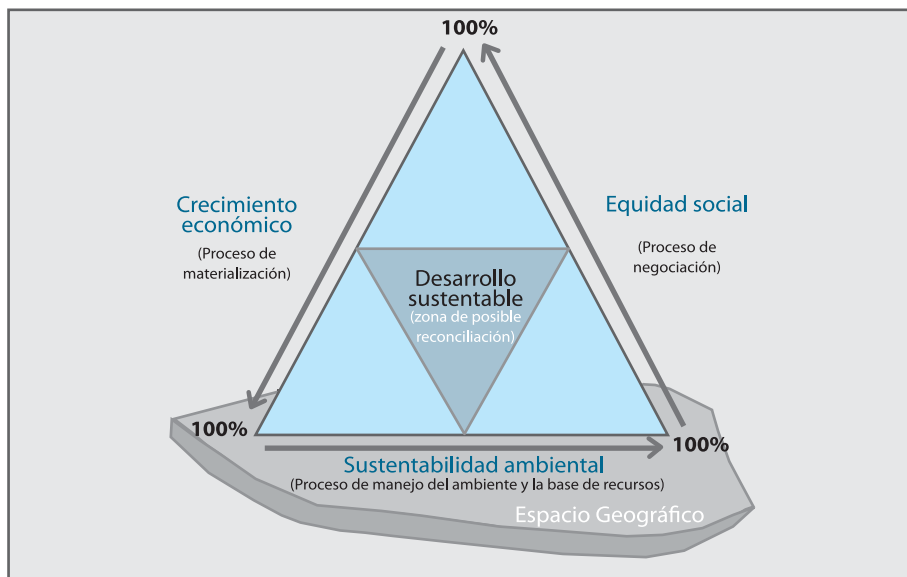 100%
Crecimiento
económico
(Proceso de
materialización)
Equidad social
(Proceso de
negociación)
Desarrollo
sustentable
(zona de posible
reconciliación)
100%
100%
Sustentabilidad ambiental
(Proceso de manejo del ambiente y la base de recursos)
Espacio Geográfico